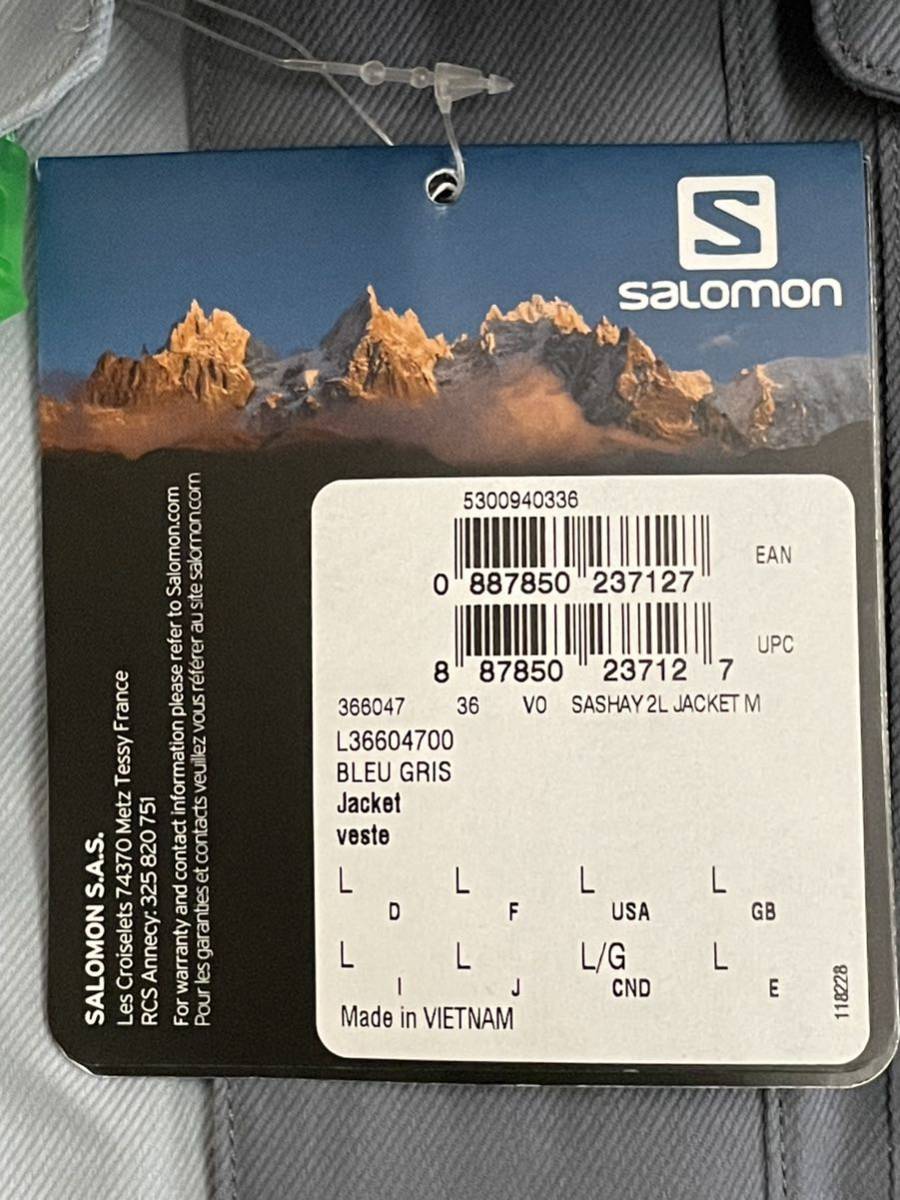 S
salomon
SALOMON S.A.S.
Les Croiselets 74370 Metz Tessy France
RCS Annecy: 325 820 751
For warranty and contact information please refer to Salomon.com
Pour les garanties et contacts veuillez vous référer au site salomon.com
5300940336
EAN
0 887850 237127
UPC
8 87850 23712 7
366047 36 V0 SASHAY 2L JACKET M
L36604700
BLEU GRIS
Jacket
veste
L L L L
D F USA GB
L L L/G L
I J CND E
Made in VIETNAM
118228